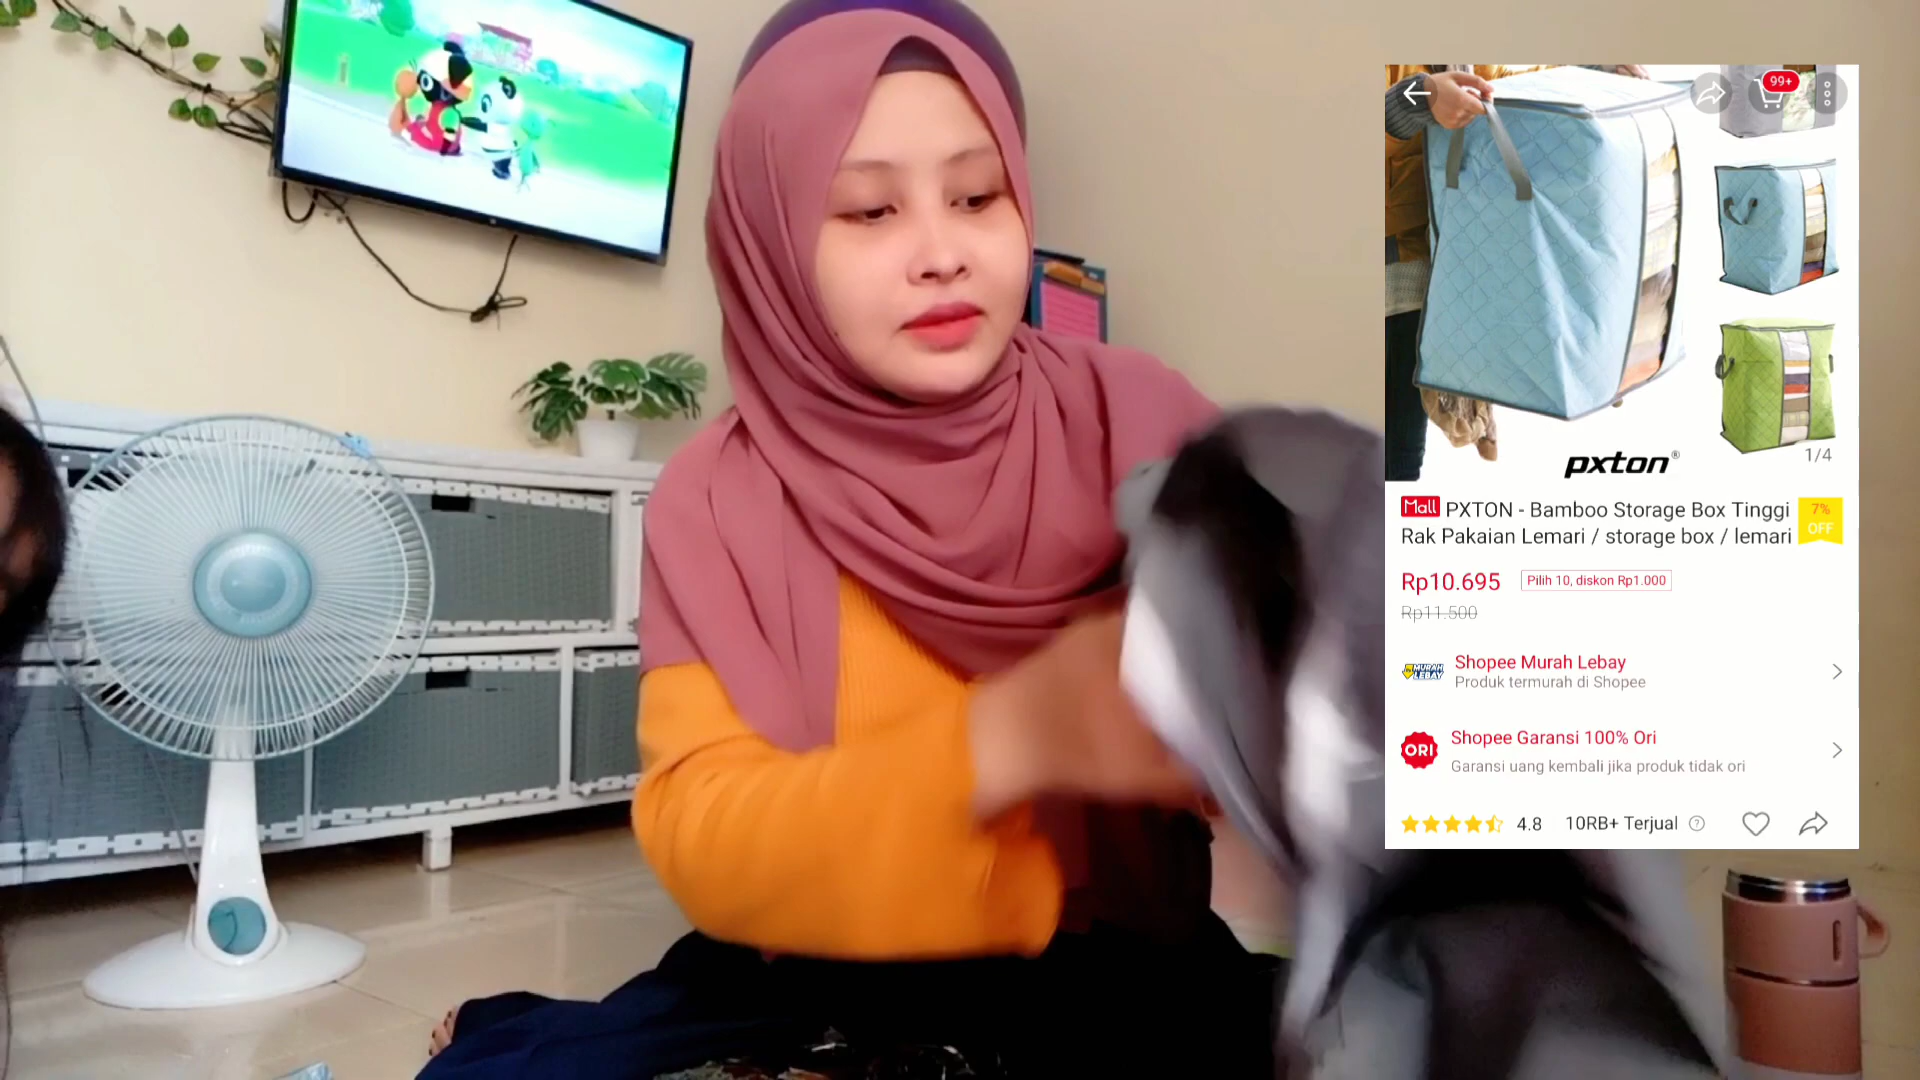 99+
pxton®
1/4
Mall PXTON - Bamboo Storage Box Tinggi
Rak Pakaian Lemari / storage box / lemari
7%
OFF
Rp10.695
Pilih 10, diskon Rp1.000
Rp11.500
MURAH
LEBAY
Shopee Murah Lebay
Produk termurah di Shopee
ORI
Shopee Garansi 100% Ori
Garansi uang kembali jika produk tidak ori
4.8
10RB+ Terjual ?